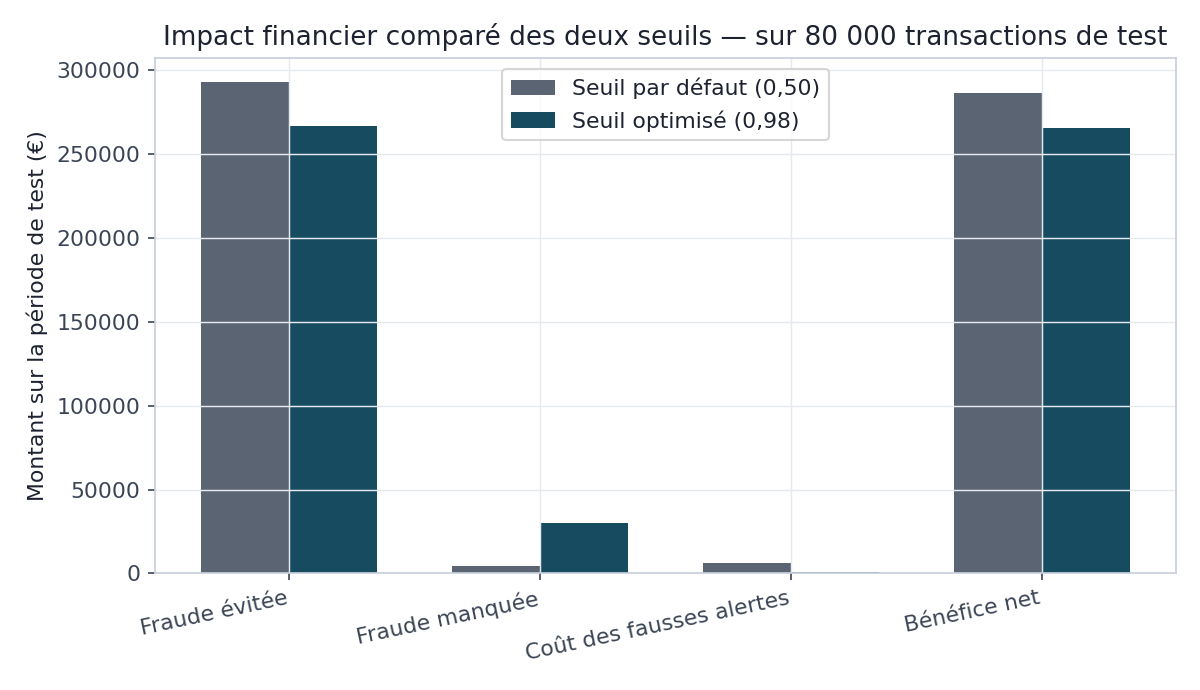 Impact financier comparé des deux seuils — sur 80 000 transactions de test
Seuil par défaut (0,50)
Seuil optimisé (0,98)
Montant sur la période de test (€)
300000
250000
200000
150000
100000
50000
0
Fraude évitée
Fraude manquée
Coût des fausses alertes
Bénéfice net